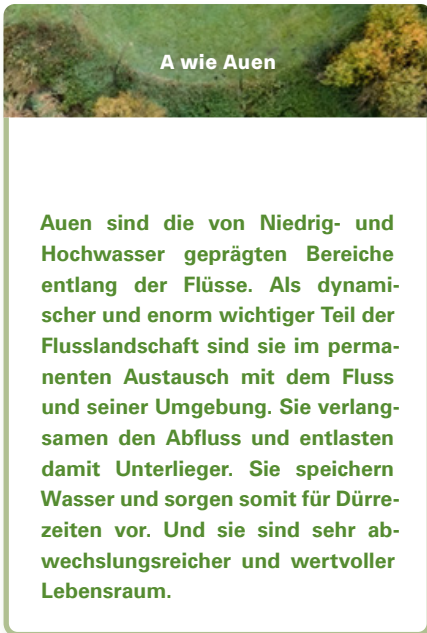 A wie Auen
Auen sind die von Niedrig- und
Hochwasser geprägten Bereiche
entlang der Flüsse. Als dynami-
scher und enorm wichtiger Teil der
Flusslandschaft sind sie im perma-
nenten Austausch mit dem Fluss
und seiner Umgebung. Sie verlang-
samen den Abfluss und entlasten
damit Unterlieger. Sie speichern
Wasser und sorgen somit für Dürre-
zeiten vor. Und sie sind sehr ab-
wechslungsreicher und wertvoller
Lebensraum.